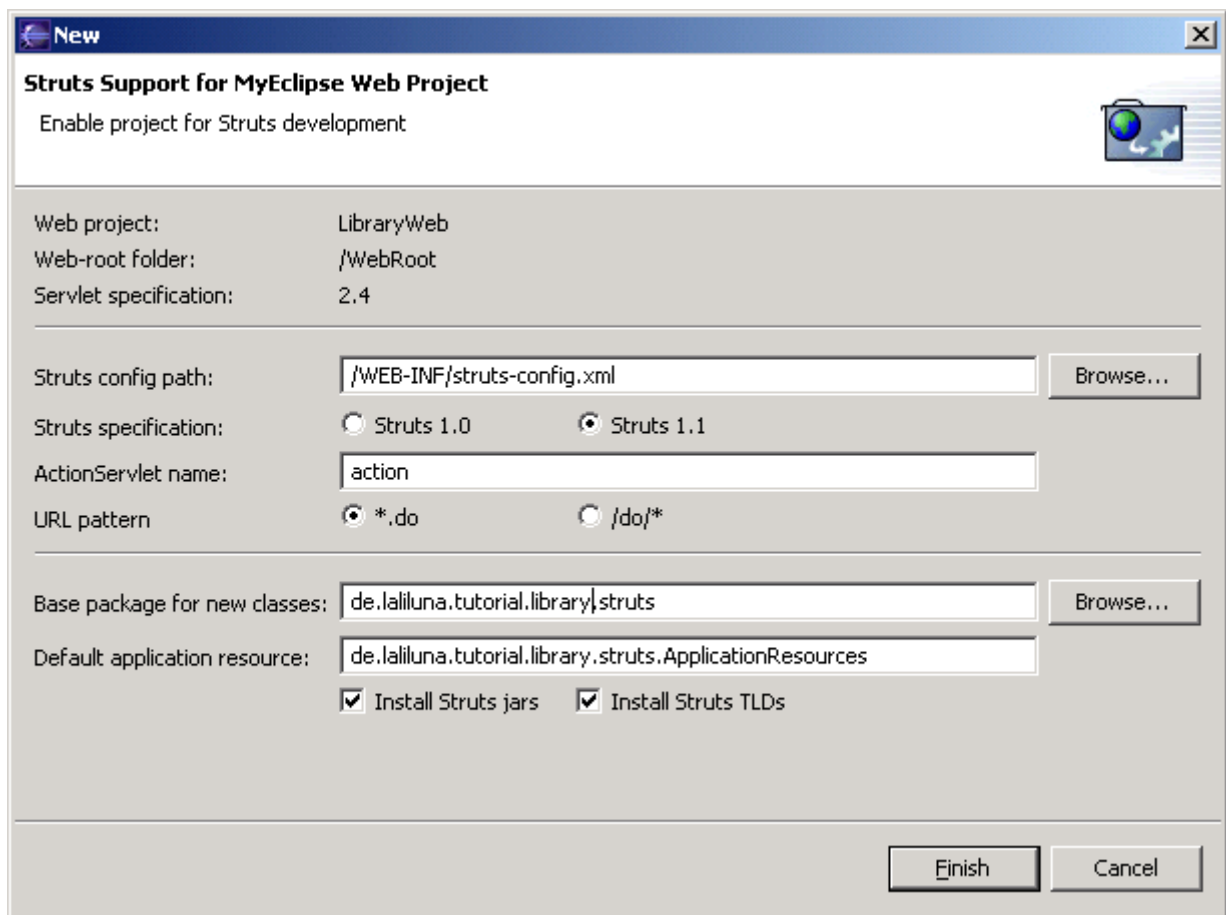 New
Struts Support for MyEclipse Web Project
Enable project for Struts development
Web project: LibraryWeb
Web-root folder: /WebRoot
Servlet specification: 2.4
Struts config path: /WEB-INF/struts-config.xml Browse...
Struts specification: Struts 1.0 Struts 1.1
ActionServlet name: action
URL pattern *.do /do/*
Base package for new classes: de.laliluna.tutorial.library.struts Browse...
Default application resource: de.laliluna.tutorial.library.struts.ApplicationResources
Install Struts jars Install Struts TLDs
Finish Cancel